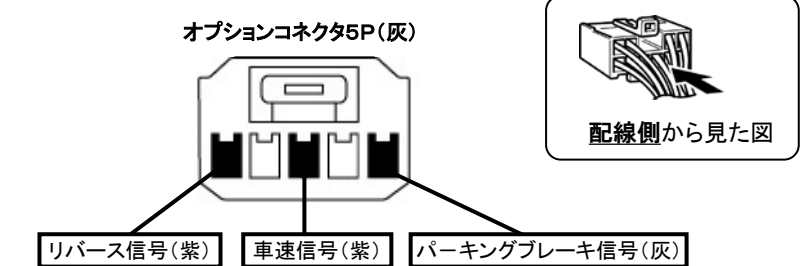 オプションコネクタ5P(灰)
配線側から見た図
リバース信号(紫)
車速信号(紫)
パーキングブレーキ信号(灰)